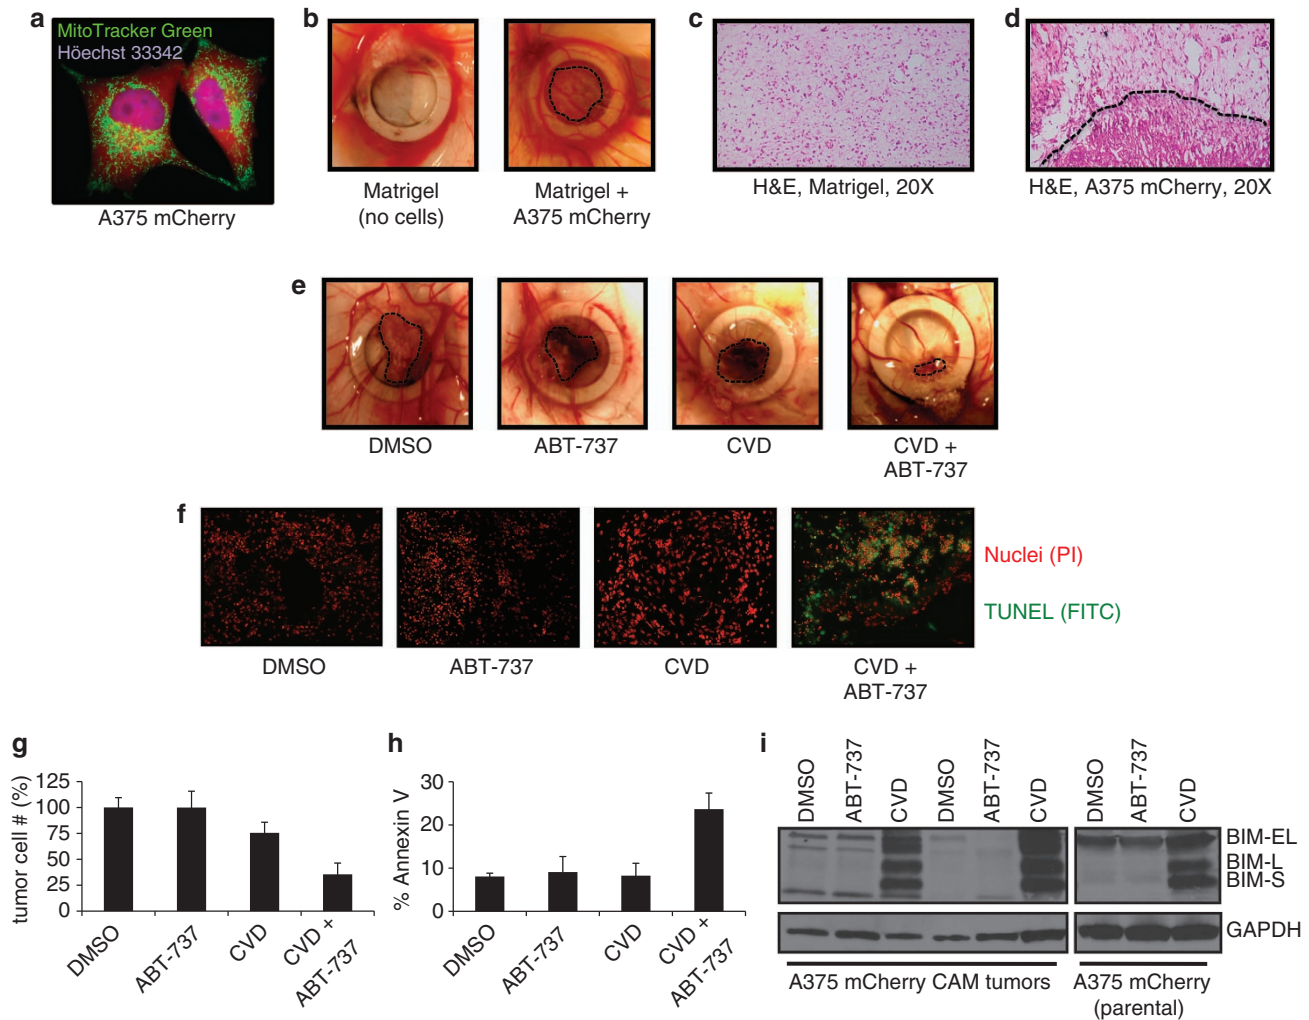 a
MitoTracker Green
Höechst 33342
A375 mCherry
b
Matrigel
(no cells)
Matrigel +
A375 mCherry
c
H&E, Matrigel, 20X
d
H&E, A375 mCherry, 20X
e
DMSO
ABT-737
CVD
CVD +
ABT-737
f
DMSO
ABT-737
CVD
CVD +
ABT-737
Nuclei (PI)
TUNEL (FITC)
g
tumor cell # (%)
125
100
75
50
25
0
DMSO
ABT-737
CVD
CVD +
ABT-737
h
% Annexin V
30
20
10
0
DMSO
ABT-737
CVD
CVD +
ABT-737
i
DMSO
ABT-737
CVD
DMSO
ABT-737
CVD
DMSO
ABT-737
CVD
BIM-EL
BIM-L
BIM-S
GAPDH
A375 mCherry CAM tumors
A375 mCherry
(parental)